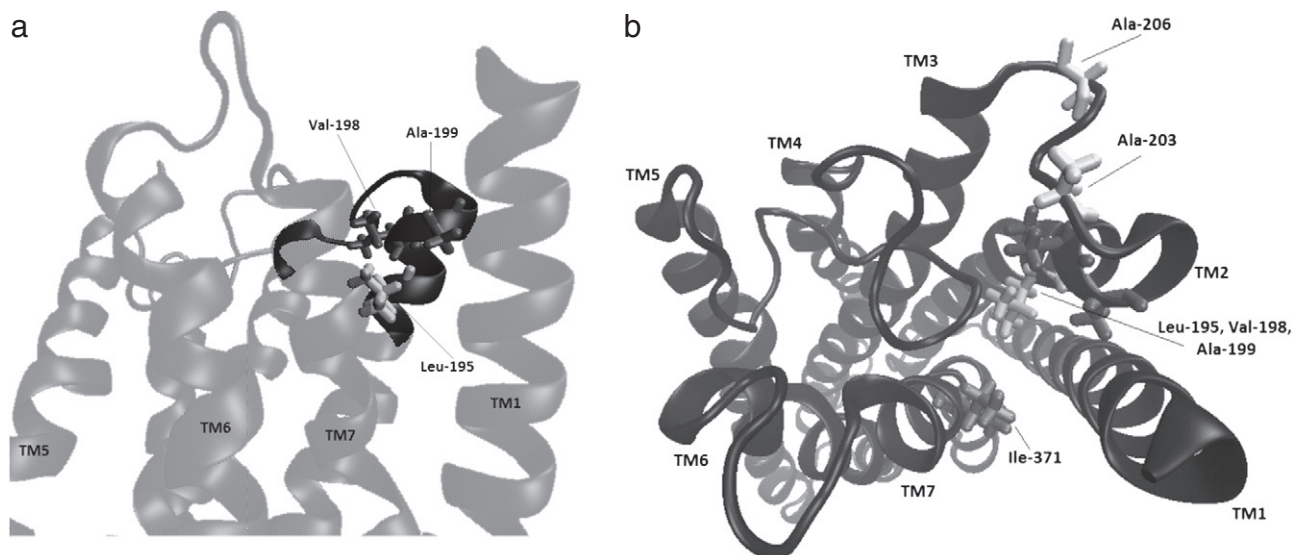 a
Val-198
Ala-199
Leu-195
TM5
TM6
TM7
TM1
b
Ala-206
TM3
TM4
Ala-203
TM5
TM2
Leu-195, Val-198,
Ala-199
TM6
Ile-371
TM7
TM1